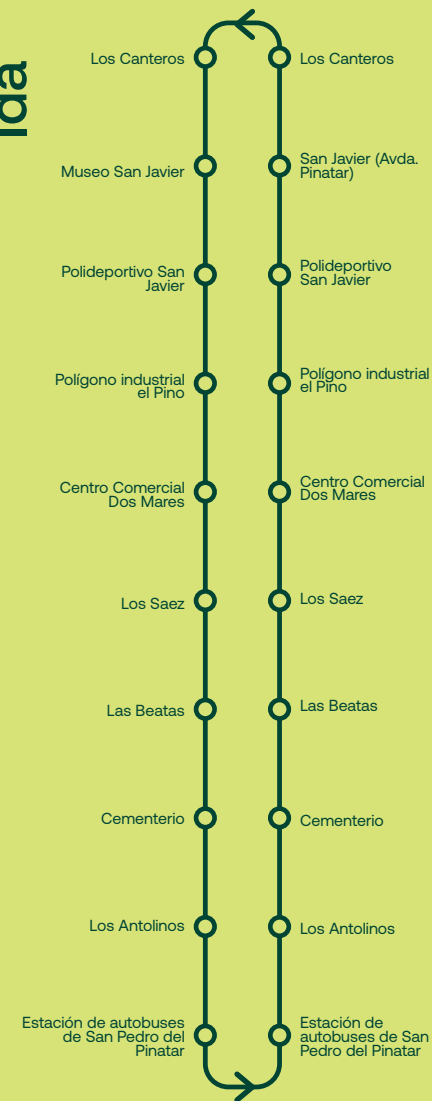 Ida
Los Canteros
Museo San Javier
Polideportivo San
Javier
Polígono industrial
el Pino
Centro Comercial
Dos Mares
Los Saez
Las Beatas
Cementerio
Los Antolinos
Estación de autobuses
de San Pedro del
Pinatar
Los Canteros
San Javier (Avda.
Pinatar)
Polideportivo
San Javier
Polígono industrial
el Pino
Centro Comercial
Dos Mares
Los Saez
Las Beatas
Cementerio
Los Antolinos
Estación de
autobuses de San
Pedro del Pinatar